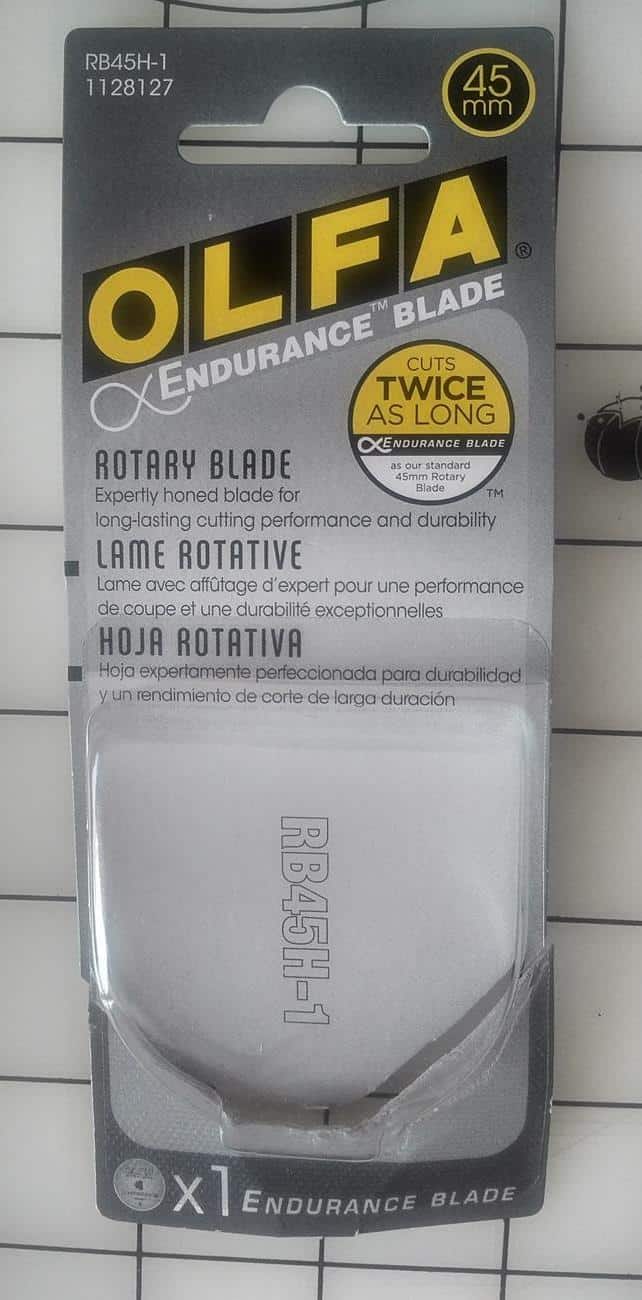 RB45H-1
1128127
45
mm
OLFA®
ENDURANCE™ BLADE
CUTS
TWICE
AS LONG
ENDURANCE BLADE
as our standard
45mm Rotary
Blade
™
ROTARY BLADE
Expertly honed blade for
long-lasting cutting performance and durability
LAME ROTATIVE
Lame avec affûtage d'expert pour une performance
de coupe et une durabilité exceptionnelles
HOJA ROTATIVA
Hoja expertamente perfeccionada para durabilidad
y un rendimiento de corte de larga duración
RB45H-1
x1 ENDURANCE BLADE